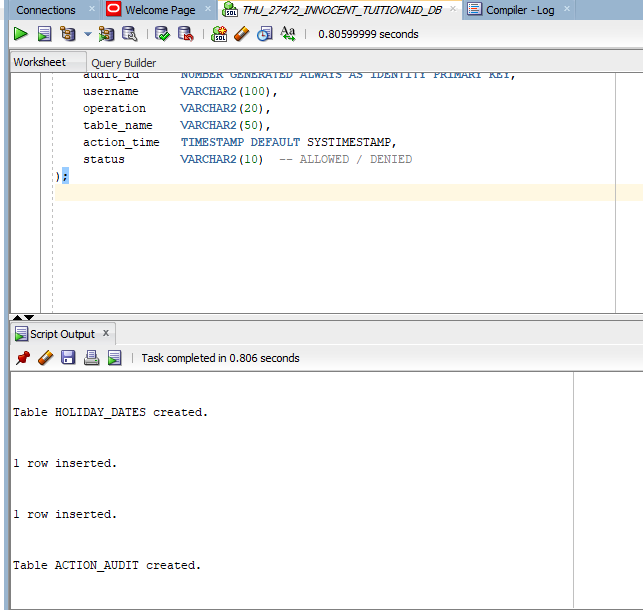 Connections
Welcome Page
THU_27472_INNOCENT_TUITIONAID_DB
Compiler - Log
0.80599999 seconds
Worksheet Query Builder
audit_id NUMBER GENERATED ALWAYS AS IDENTITY PRIMARY KEY,
username VARCHAR2(100),
operation VARCHAR2(20),
table_name VARCHAR2(50),
action_time TIMESTAMP DEFAULT SYSTIMESTAMP,
status VARCHAR2(10) -- ALLOWED / DENIED
);
Script Output x
Task completed in 0.806 seconds
Table HOLIDAY_DATES created.
1 row inserted.
1 row inserted.
Table ACTION_AUDIT created.